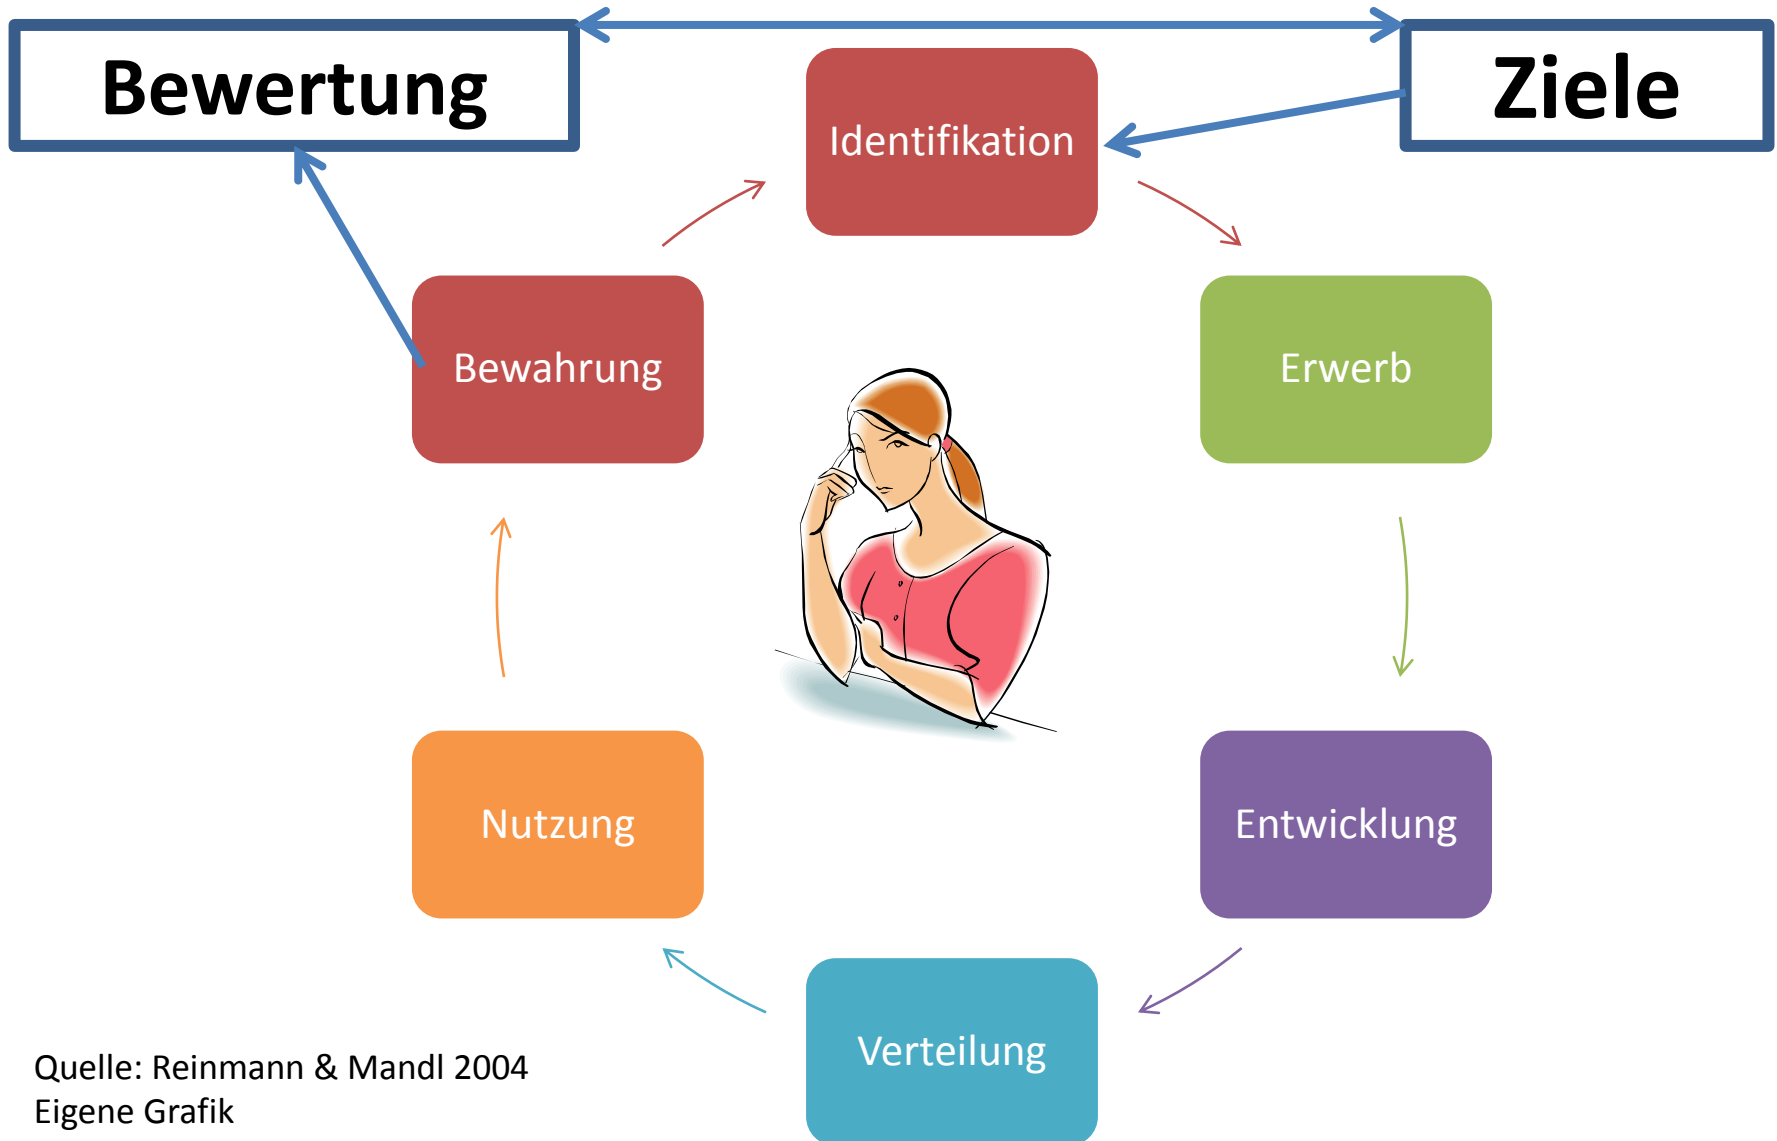 Bewertung
Ziele
Identifikation
Bewahrung
Erwerb
Nutzung
Entwicklung
Verteilung
Quelle: Reinmann & Mandl 2004
Eigene Grafik